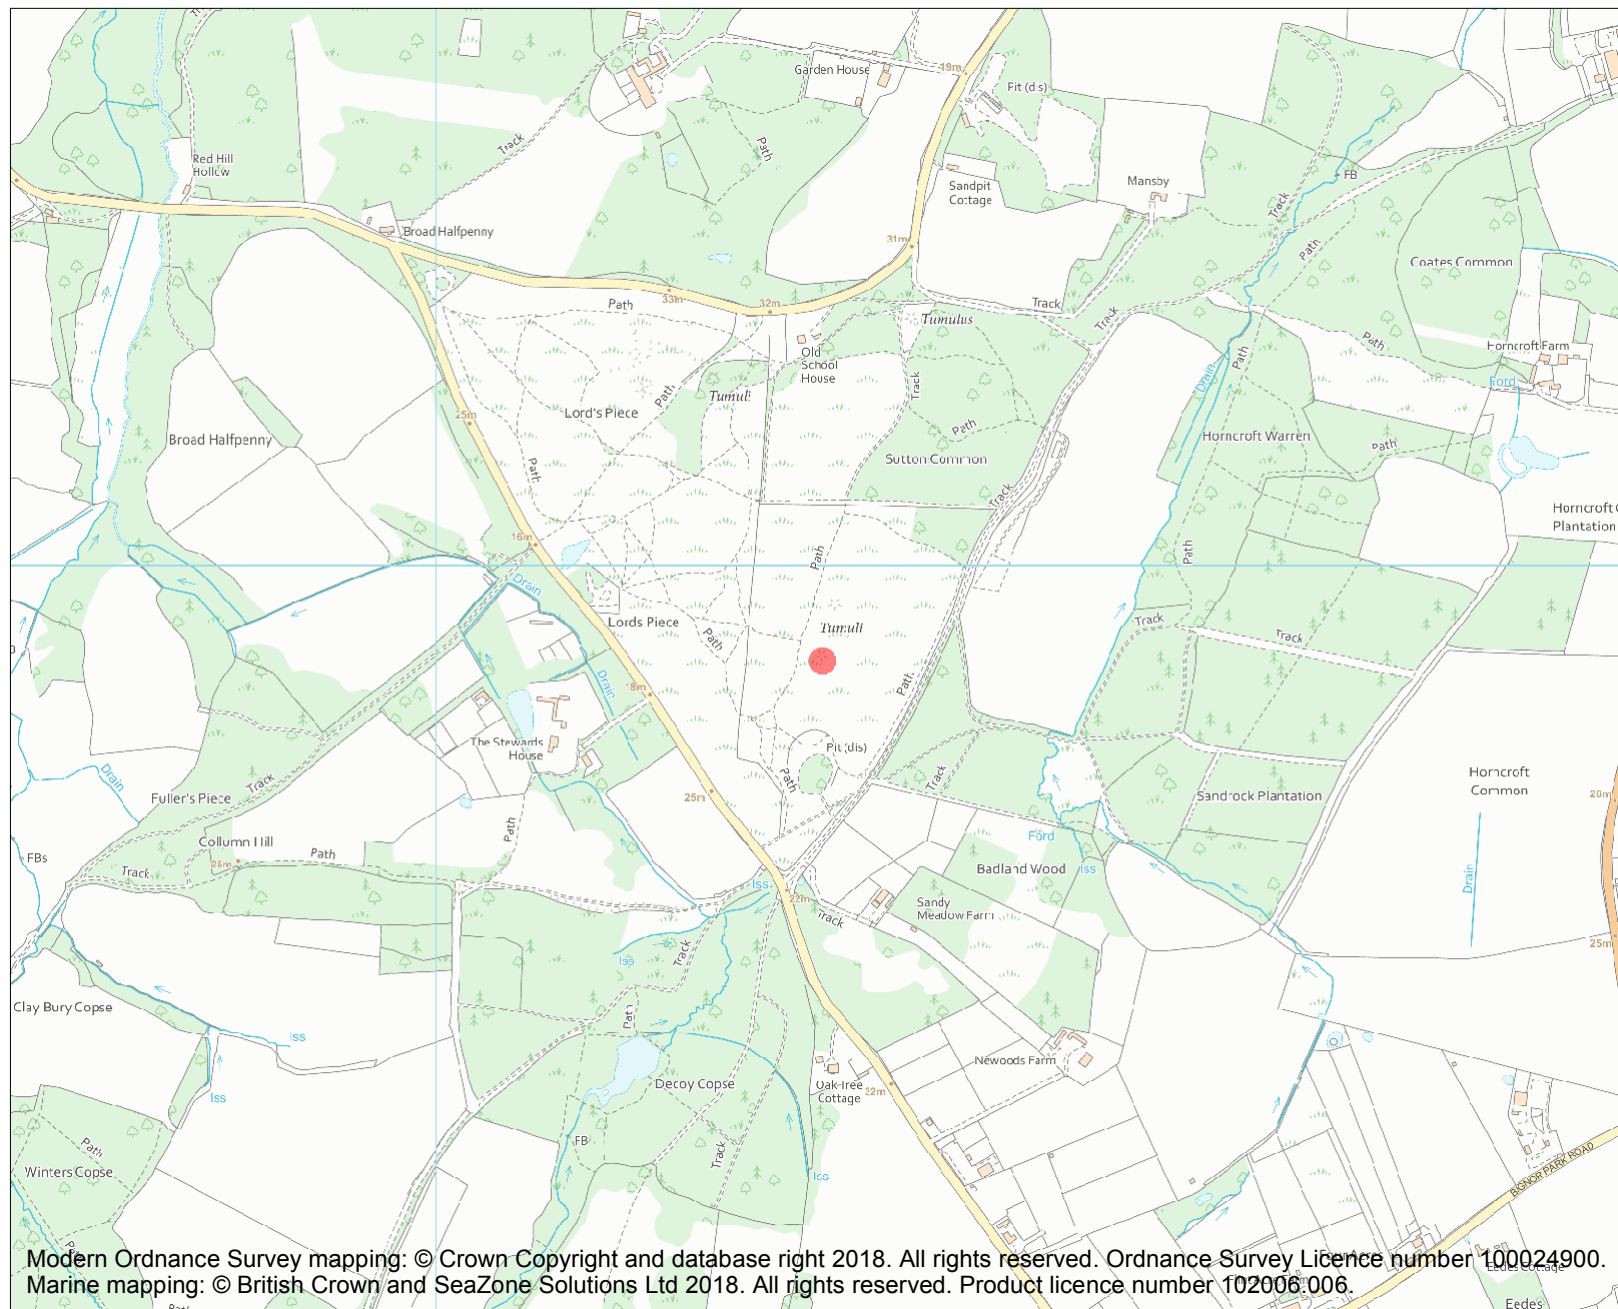 Garden House
19m
Pit (dis)
Track
Path
Red Hill
Hollow
Sandpit
Cottage
Mansby
FB
Track
Broad Halfpenny
31m
Path
Coates Common
Path
33m
32m
Track
Tumulus
Track
Old
School
House
Path
Horncroft Farm
Ford
Drain
Path
Path
Track
Lord's Piece
25m
Broad Halfpenny
Path
Sutton Common
Horncroft Warren
Path
Path
Track
Plantation
16m
Path
Path
Drain
Lords Piece
Tumuli
Path
Track
Track
Drain
18m
Path
The Stewards
House
Pit (dis)
Drain
Track
Fuller's Piece
25m
Path
Track
Horncroft
Common
20m
Sandrock Plantation
Path
Collum Hill
Path
Ford
FBs
Track
Badland Wood
Iss
Drain
Iss
22m
Sandy
Meadow Farm
Track
25m
Track
Iss
Clay Bury Copse
Path
Iss
Newoods Farm
Decoy Copse
Oak Tree
Cottage
Iss
FB
Path
Track
Winters Copse
Iss
BIGNOR PARK ROAD
Path
Modern Ordnance Survey mapping: © Crown Copyright and database right 2018. All rights reserved. Ordnance Survey Licence number 100024900.
Marine mapping: © British Crown and SeaZone Solutions Ltd 2018. All rights reserved. Product licence number 102006.006.
Eedes